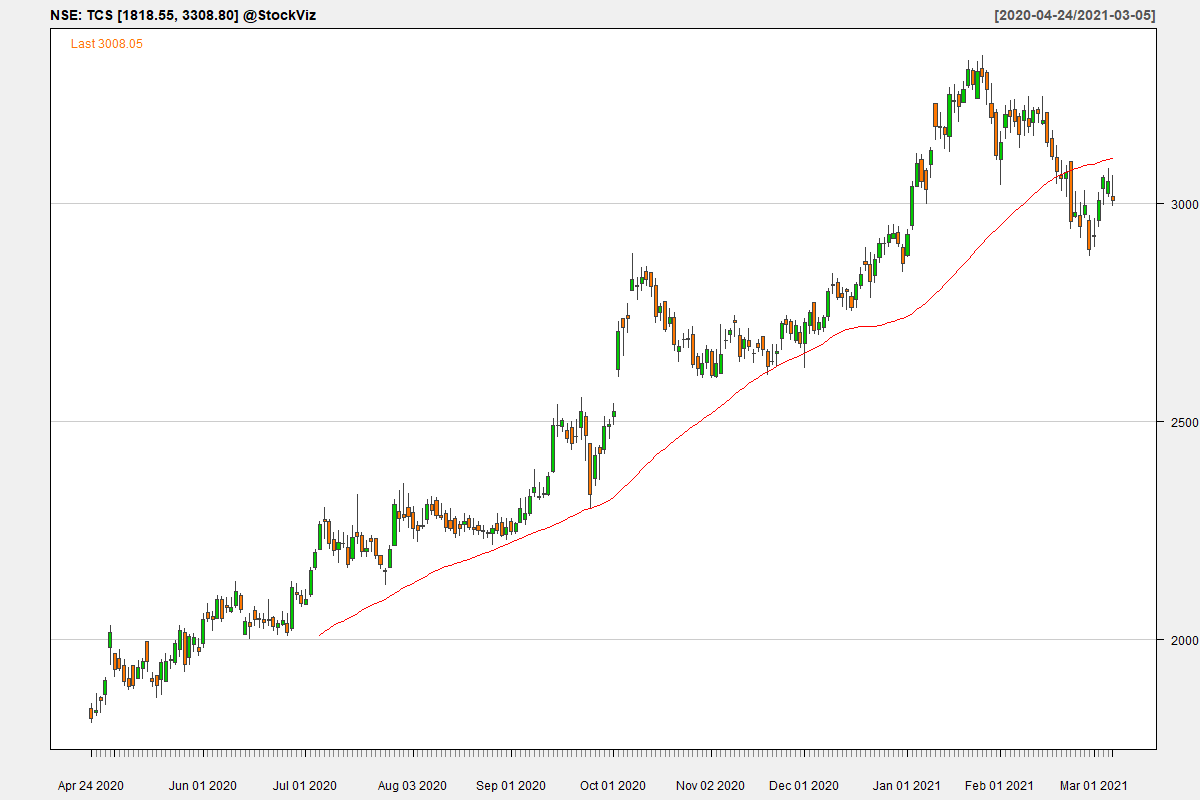 NSE: TCS [1818.55, 3308.80] @StockViz [2020-04-24/2021-03-05]
Last 3008.05
3000
2500
2000
Apr 24 2020 Jun 01 2020 Jul 01 2020 Aug 03 2020 Sep 01 2020 Oct 01 2020 Nov 02 2020 Dec 01 2020 Jan 01 2021 Feb 01 2021 Mar 01 2021